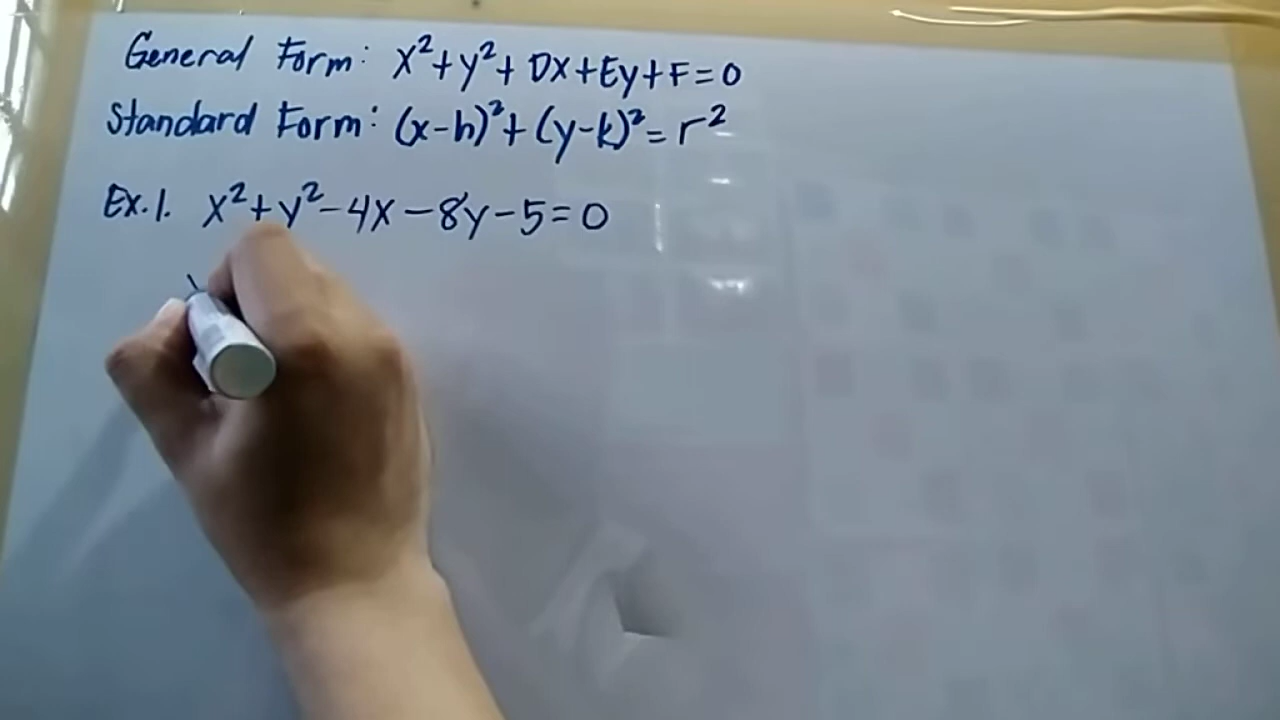 General Form: x²+y²+Dx+Ey+F=0
Standard Form: (x-h)²+(y-k)²=r²
Ex.1. x²+y²-4x-8y-5=0